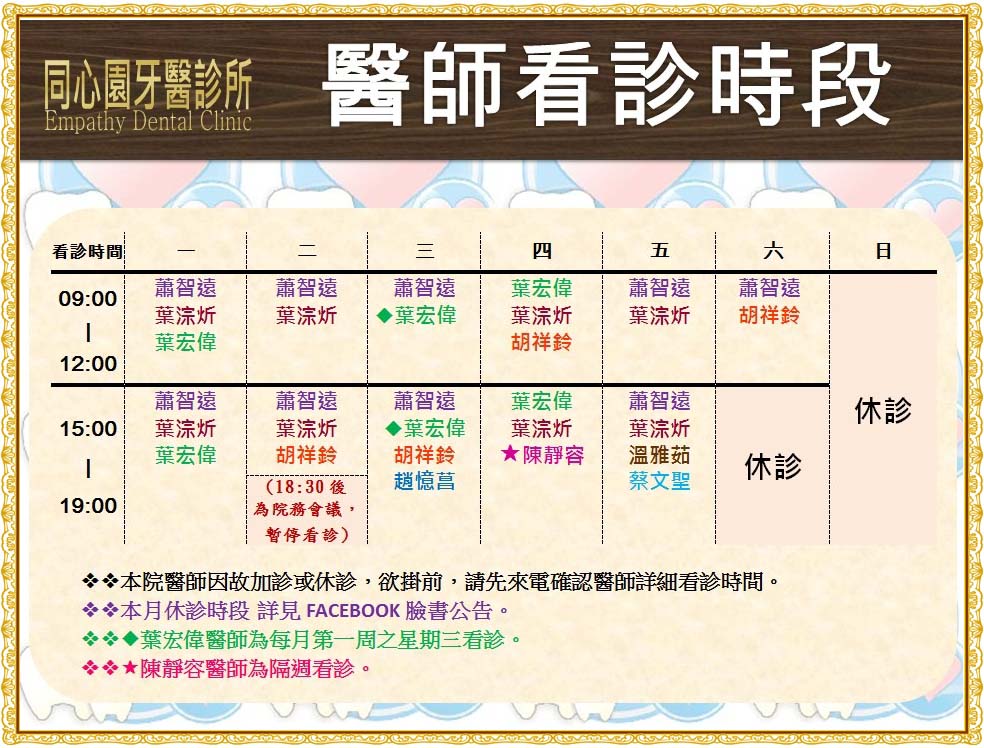 同心園牙醫診所
Empathy Dental Clinic
醫師看診時段
看診時間 一 二 三 四 五 六 日
09:00
|
12:00
蕭智遠
葉淙炘
葉宏偉
蕭智遠
葉淙炘
蕭智遠
◆葉宏偉
葉宏偉
葉淙炘
胡祥鈴
蕭智遠
葉淙炘
蕭智遠
胡祥鈴
休診
15:00
|
19:00
蕭智遠
葉淙炘
葉宏偉
蕭智遠
葉淙炘
胡祥鈴
(18:30後
為院務會議,
暫停看診)
蕭智遠
◆葉宏偉
胡祥鈴
趙憶菖
葉宏偉
葉淙炘
★陳靜容
蕭智遠
葉淙炘
溫雅茹
蔡文聖
休診
❖❖本院醫師因故加診或休診,欲掛前,請先來電確認醫師詳細看診時間。
❖❖本月休診時段 詳見 FACEBOOK 臉書公告。
❖❖◆葉宏偉醫師為每月第一周之星期三看診。
❖❖★陳靜容醫師為隔週看診。